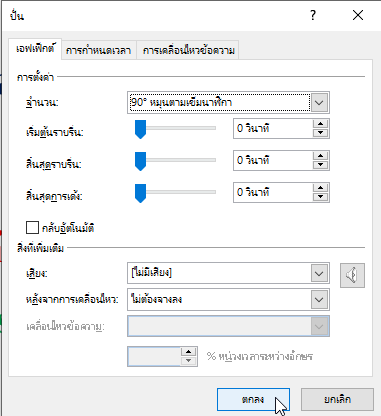 ปั่น
?
เอฟเฟ็กต์ การกำหนดเวลา การเคลื่อนไหวข้อความ
การตั้งค่า
จำนวน: 90° หมุนตามเข็มนาฬิกา
เริ่มต้นราบรื่น: 0 วินาที
สิ้นสุดราบรื่น: 0 วินาที
สิ้นสุดการเด้ง: 0 วินาที
กลับอัตโนมัติ
สิ่งที่เพิ่มเติม
เสียง: [ไม่มีเสียง]
หลังจากการเคลื่อนไหว: ไม่ต้องจางลง
เคลื่อนไหวข้อความ:
% หน่วงเวลาระหว่างอักษร
ตกลง ยกเลิก